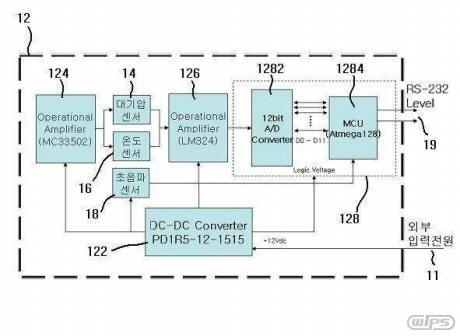 12
124
14
126
1282
1284
Operational
Amplifier
(MC33502)
대기압
센서
온도
센서
Operational
Amplifier
(LM324)
12bit
A/D
Converter
D0 – D11
MCU
(Atmega128)
RS-232
Level
19
16
초음파
센서
18
Logic Voltage
128
DC-DC Converter
PD1R5-12-1515
122
+12Vdc
외부
입력전원
11
wips